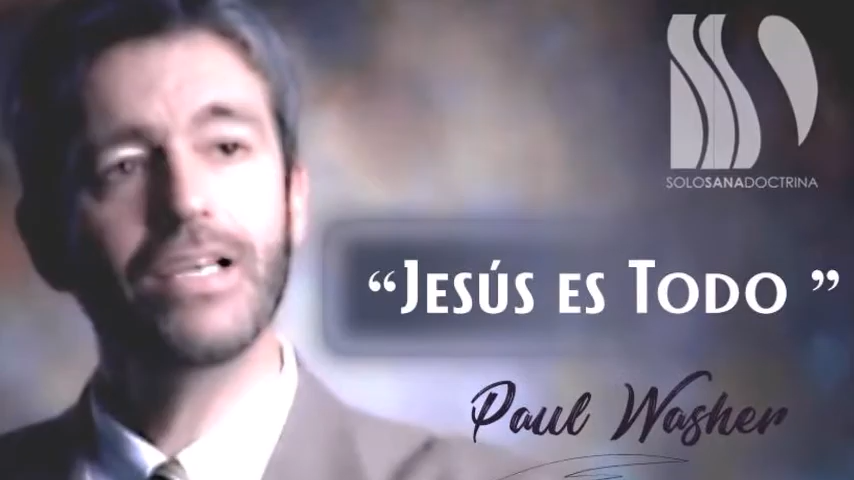 SOLOSANADOCTRINA
“JESÚS ES TODO ”
Paul Washer